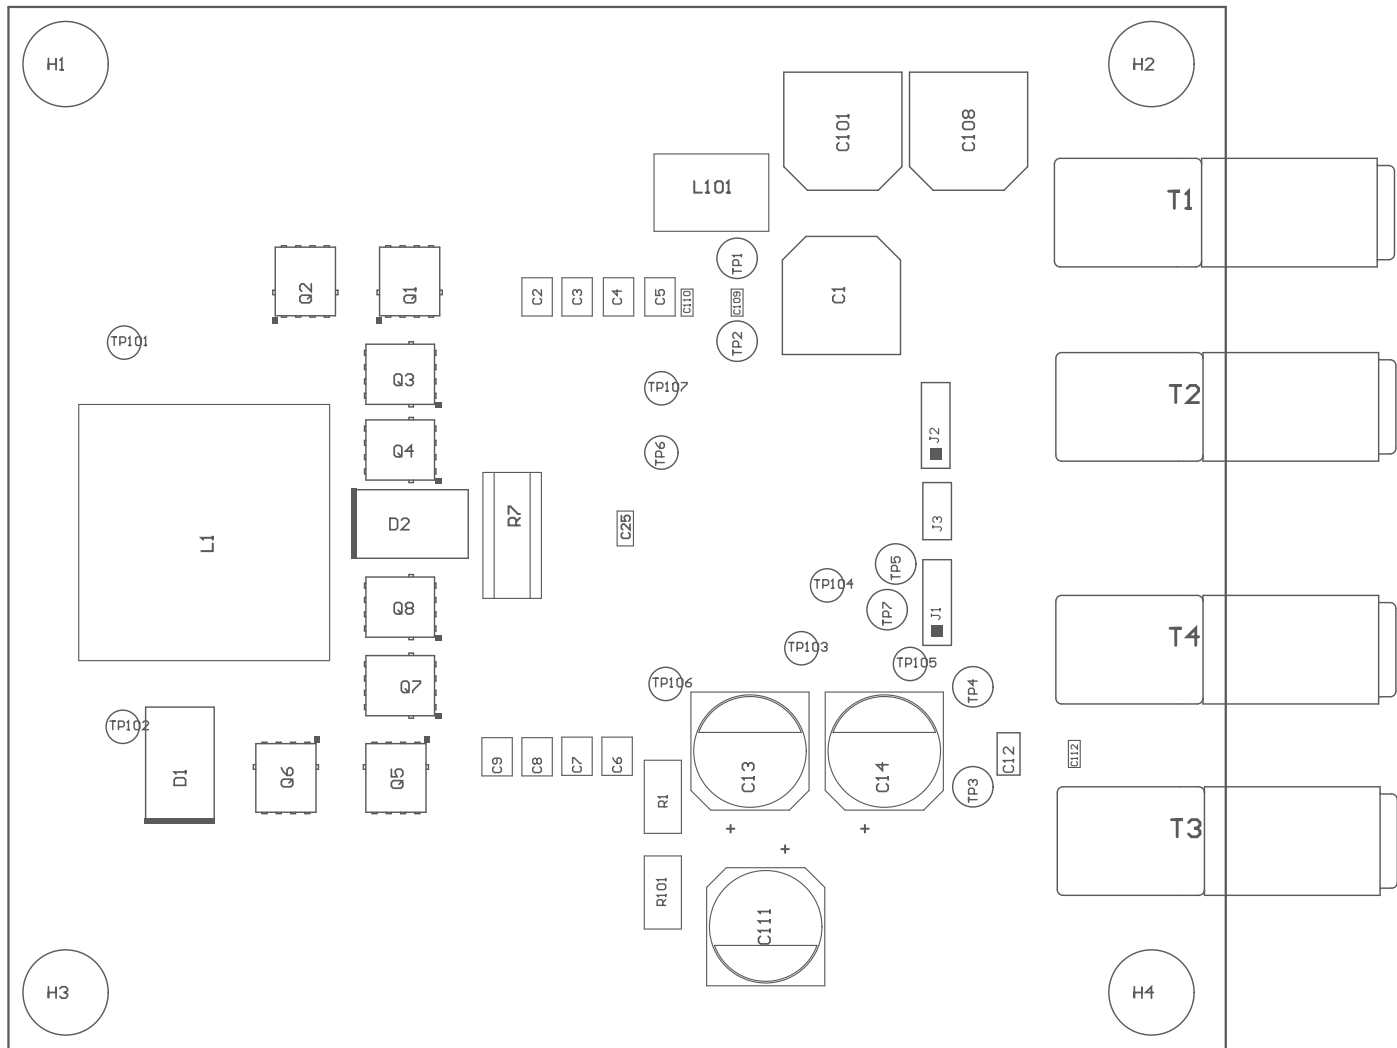 H1
H2
C101
C108
L101
T1
TP1
Q2
Q1
C2
C3
C4
C5
C110
C109
C1
TP101
TP2
Q3
TP107
T2
J2
Q4
TP6
L1
D2
R7
C25
J3
TP5
TP104
Q8
TP7
J1
T4
TP103
TP105
Q7
TP106
TP4
TP102
D1
Q6
Q5
C9
C8
C7
C6
C13
C14
C12
C112
TP3
R1
+
+
T3
+
R101
C111
H3
H4